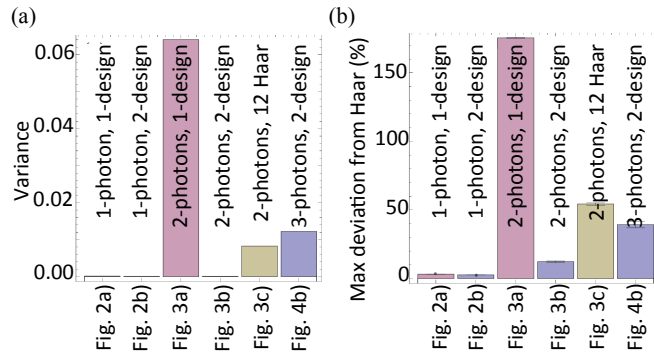 (a)
Variance
0.06
0.04
0.02
0.00
1-photon, 1-design
1-photon, 2-design
2-photons, 1-design
2-photons, 2-design
2-photons, 12 Haar
3-photons, 2-design
Fig. 2a)
Fig. 2b)
Fig. 3a)
Fig. 3b)
Fig. 3c)
Fig. 4b)
(b)
Max deviation from Haar (%)
150
100
50
0
1-photon, 1-design
1-photon, 2-design
2-photons, 1-design
2-photons, 2-design
2-photons, 12 Haar
3-photons, 2-design
Fig. 2a)
Fig. 2b)
Fig. 3a)
Fig. 3b)
Fig. 3c)
Fig. 4b)